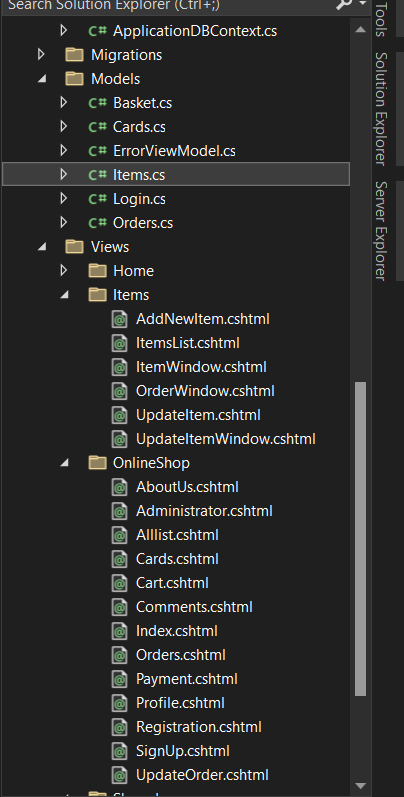 Search Solution Explorer (Ctrl+;)
C# ApplicationDBContext.cs
Migrations
Models
C# Basket.cs
C# Cards.cs
C# ErrorViewModel.cs
C# Items.cs
C# Login.cs
C# Orders.cs
Views
Home
Items
@ AddNewItem.cshtml
@ ItemsList.cshtml
@ ItemWindow.cshtml
@ OrderWindow.cshtml
@ UpdateItem.cshtml
@ UpdateItemWindow.cshtml
OnlineShop
@ AboutUs.cshtml
@ Administrator.cshtml
@ Alllist.cshtml
@ Cards.cshtml
@ Cart.cshtml
@ Comments.cshtml
@ Index.cshtml
@ Orders.cshtml
@ Payment.cshtml
@ Profile.cshtml
@ Registration.cshtml
@ SignUp.cshtml
@ UpdateOrder.cshtml
Tools
Solution Explorer
Server Explorer